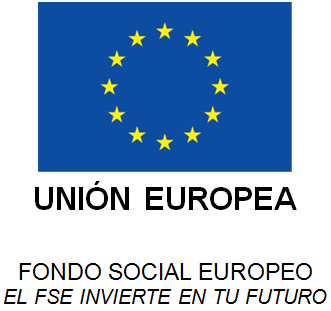 UNIÓN EUROPEA
FONDO SOCIAL EUROPEO
EL FSE INVIERTE EN TU FUTURO